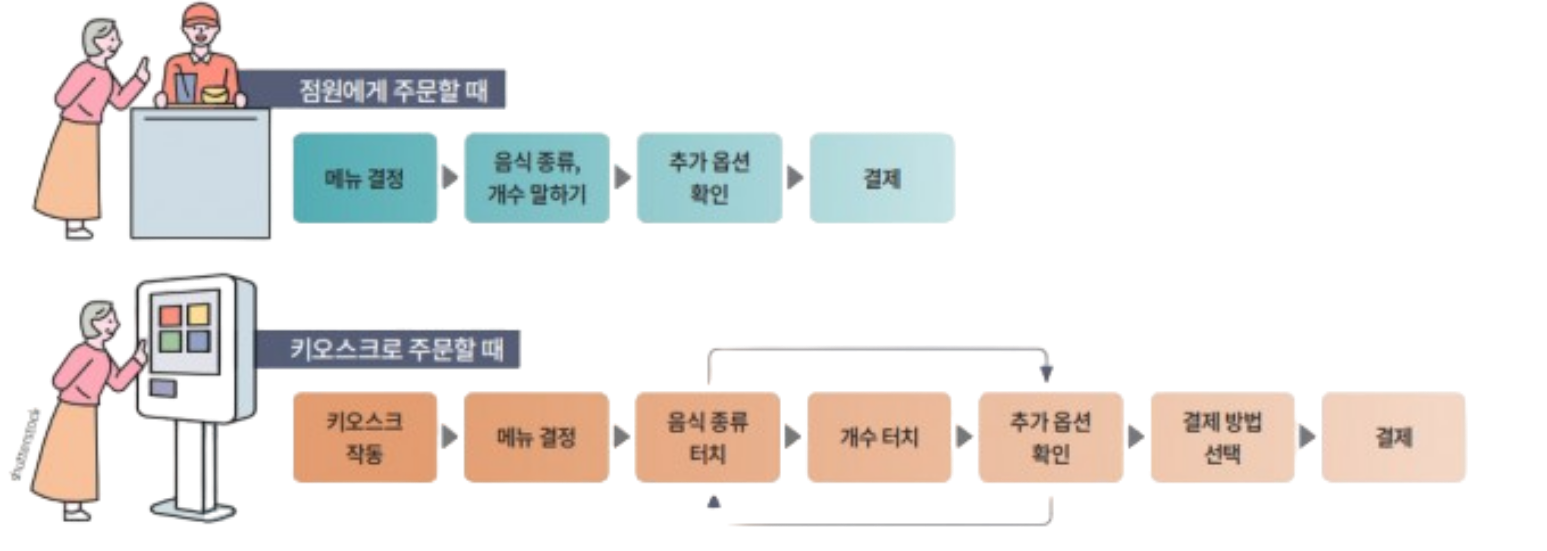 점원에게 주문할 때
메뉴 결정
음식 종류,
개수 말하기
추가 옵션
확인
결제
키오스크로 주문할 때
키오스크
작동
메뉴 결정
음식 종류
터치
개수 터치
추가 옵션
확인
결제 방법
선택
결제
shutterstock